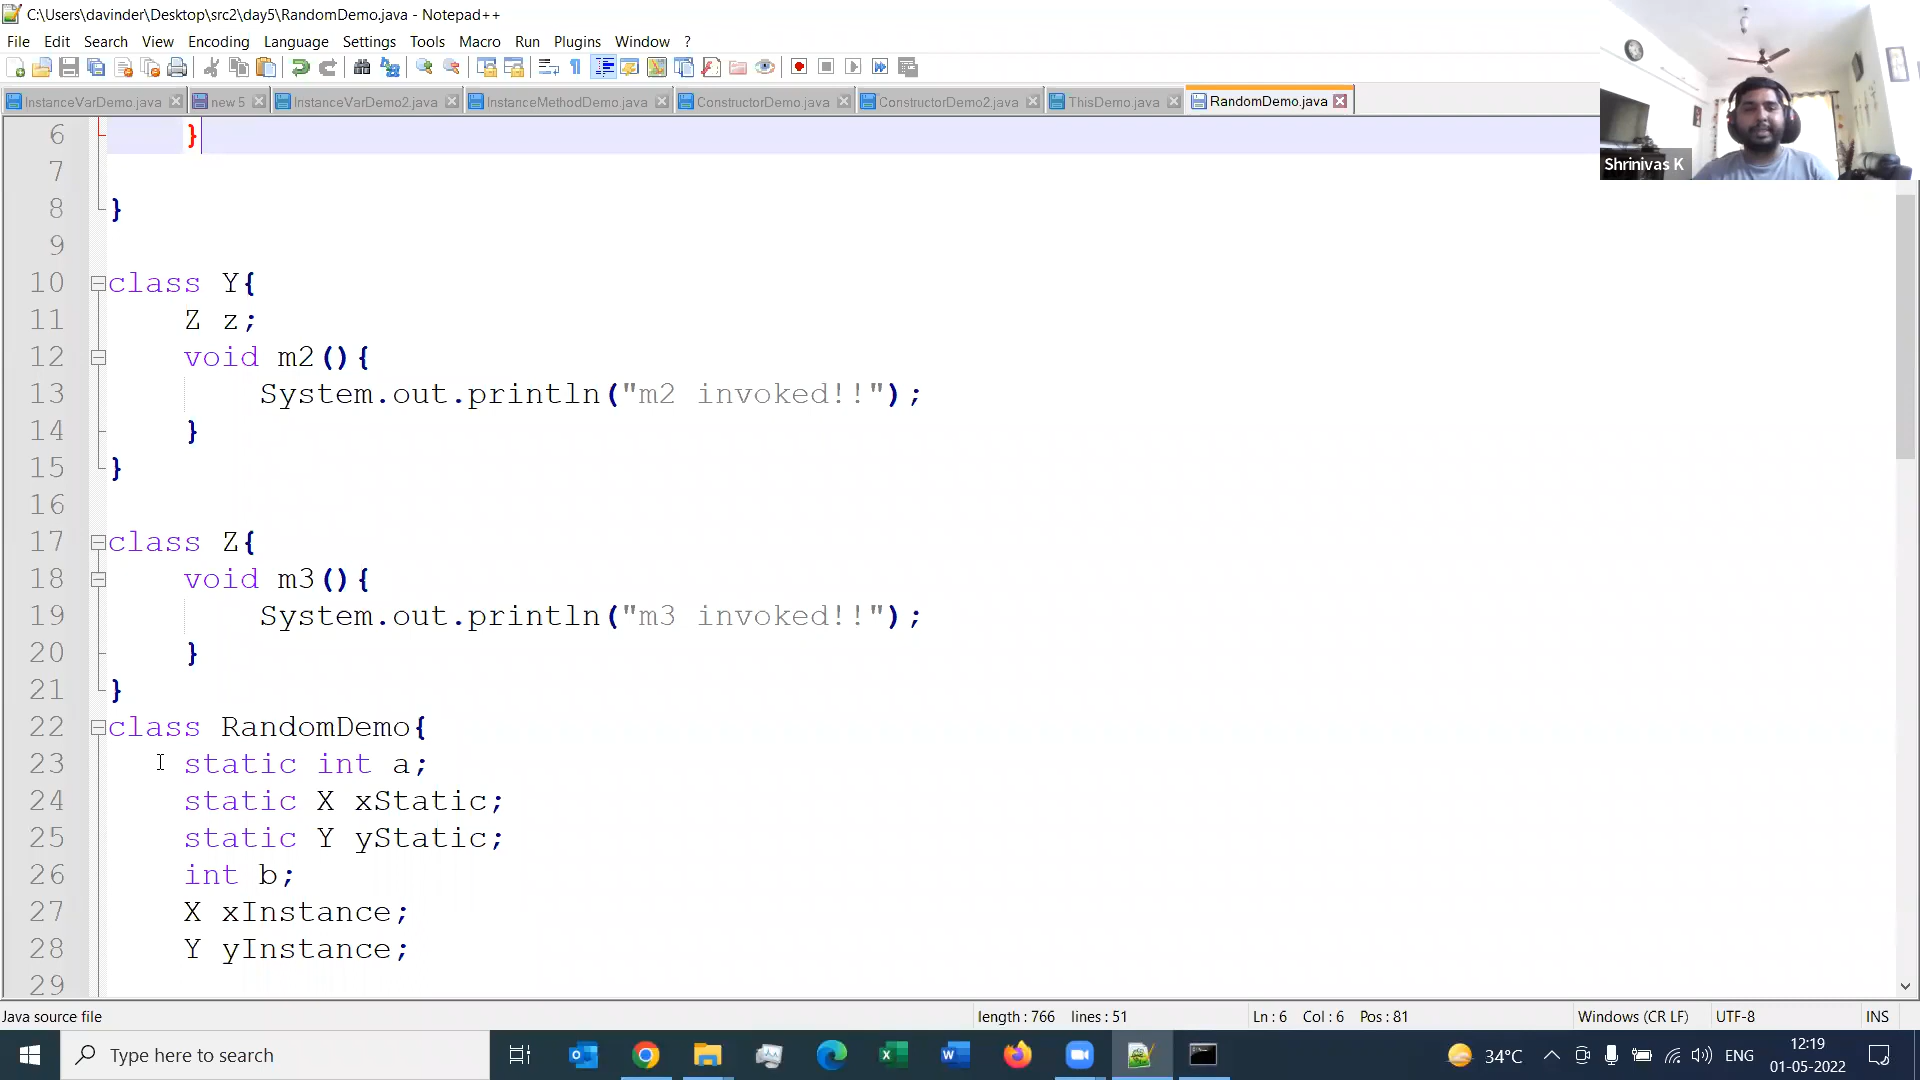 C:\Users\davinder\Desktop\src2\day5\RandomDemo.java - Notepad++
File Edit Search View Encoding Language Settings Tools Macro Run Plugins Window ?
InstanceVarDemo.java new 5 InstanceVarDemo2.java InstanceMethodDemo.java ConstructorDemo.java ConstructorDemo2.java ThisDemo.java RandomDemo.java
Shrinivas K
6 }
7
8 }
9
10 class Y{
11 Z z;
12 void m2(){
13 System.out.println("m2 invoked!!");
14 }
15 }
16
17 class Z{
18 void m3(){
19 System.out.println("m3 invoked!!");
20 }
21 }
22 class RandomDemo{
23 static int a;
24 static X xStatic;
25 static Y yStatic;
26 int b;
27 X xInstance;
28 Y yInstance;
29
Java source file length : 766 lines : 51 Ln : 6 Col : 6 Pos : 81 Windows (CR LF) UTF-8 INS
Type here to search 34°C ENG 12:19
01-05-2022